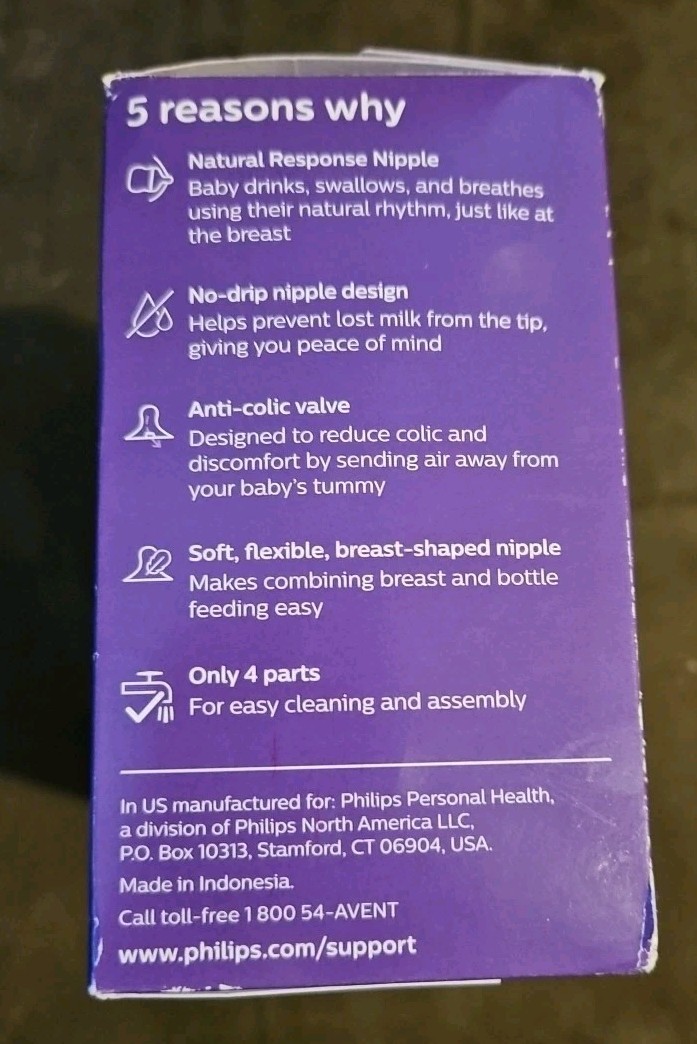 5 reasons why
Natural Response Nipple
Baby drinks, swallows, and breathes
using their natural rhythm, just like at
the breast
No-drip nipple design
Helps prevent lost milk from the tip,
giving you peace of mind
Anti-colic valve
Designed to reduce colic and
discomfort by sending air away from
your baby's tummy
Soft, flexible, breast-shaped nipple
Makes combining breast and bottle
feeding easy
Only 4 parts
For easy cleaning and assembly
In US manufactured for: Philips Personal Health,
a division of Philips North America LLC,
P.O. Box 10313, Stamford, CT 06904, USA.
Made in Indonesia.
Call toll-free 1 800 54-AVENT
www.philips.com/support